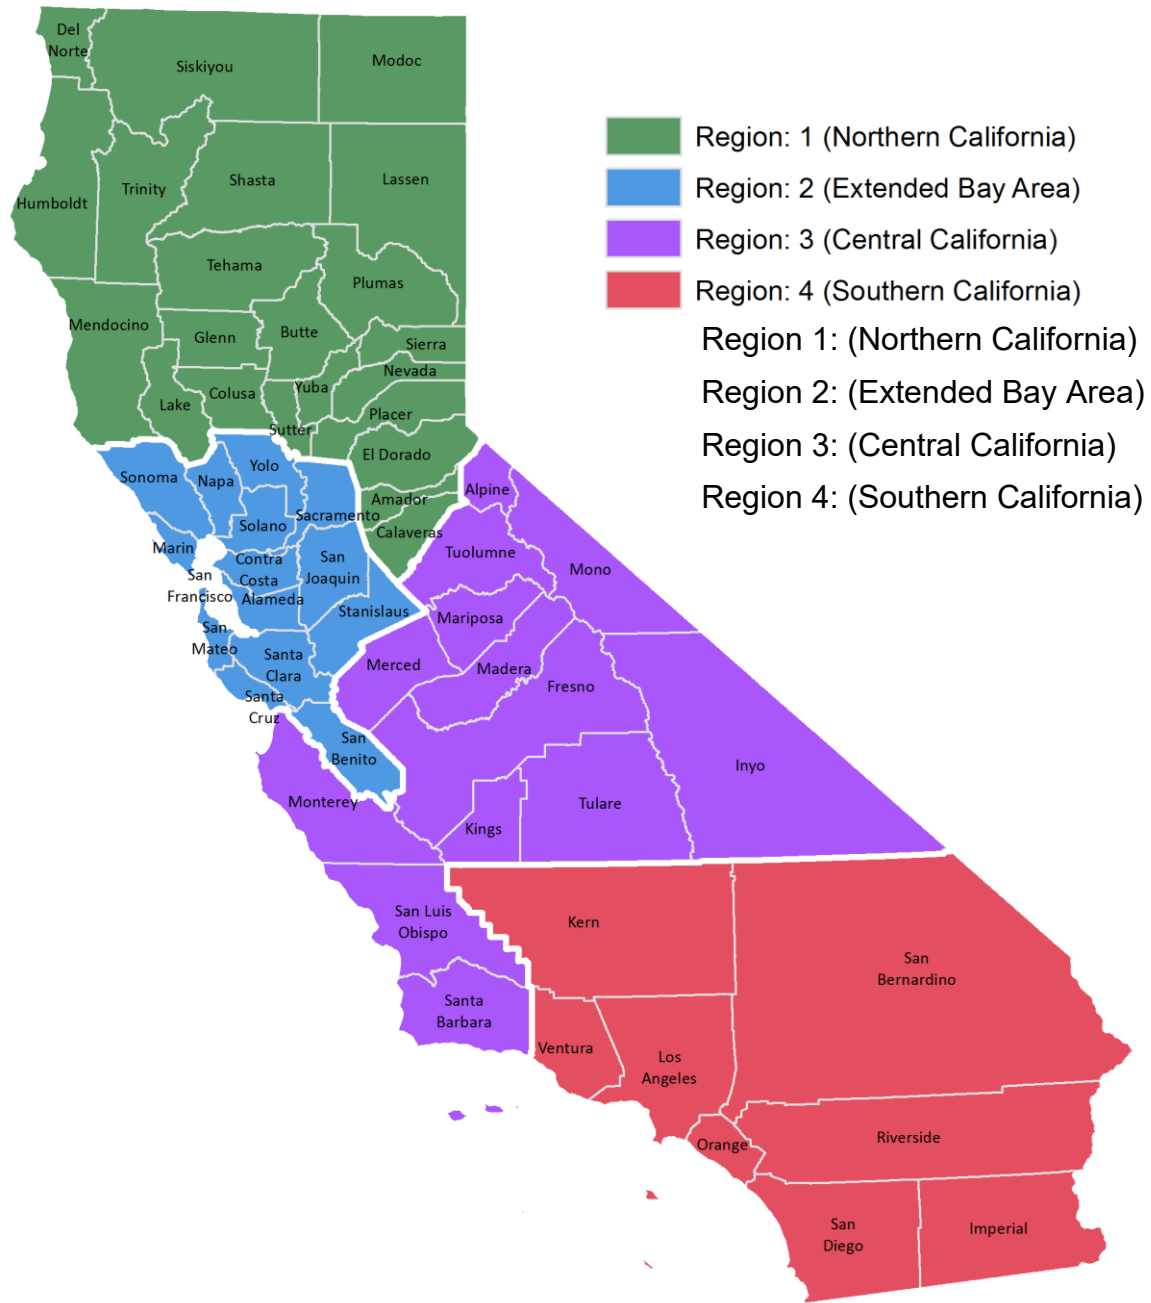 Del
Norte
Siskiyou
Modoc
Humboldt
Trinity
Shasta
Lassen
Tehama
Plumas
Mendocino
Glenn
Butte
Sierra
Nevada
Lake
Colusa
Yuba
Placer
Sutter
El Dorado
Sonoma
Napa
Yolo
Sacramento
Amador
Alpine
Solano
Calaveras
Marin
Contra
Costa
San
Joaquin
Tuolumne
Mono
San
Francisco
Alameda
Stanislaus
San
Mateo
Mariposa
Santa
Clara
Merced
Madera
Fresno
Santa
Cruz
San
Benito
Inyo
Monterey
Kings
Tulare
San Luis
Obispo
Kern
San
Bernardino
Santa
Barbara
Ventura
Los
Angeles
Orange
Riverside
San
Diego
Imperial
Region: 1 (Northern California)
Region: 2 (Extended Bay Area)
Region: 3 (Central California)
Region: 4 (Southern California)
Region 1: (Northern California)
Region 2: (Extended Bay Area)
Region 3: (Central California)
Region 4: (Southern California)